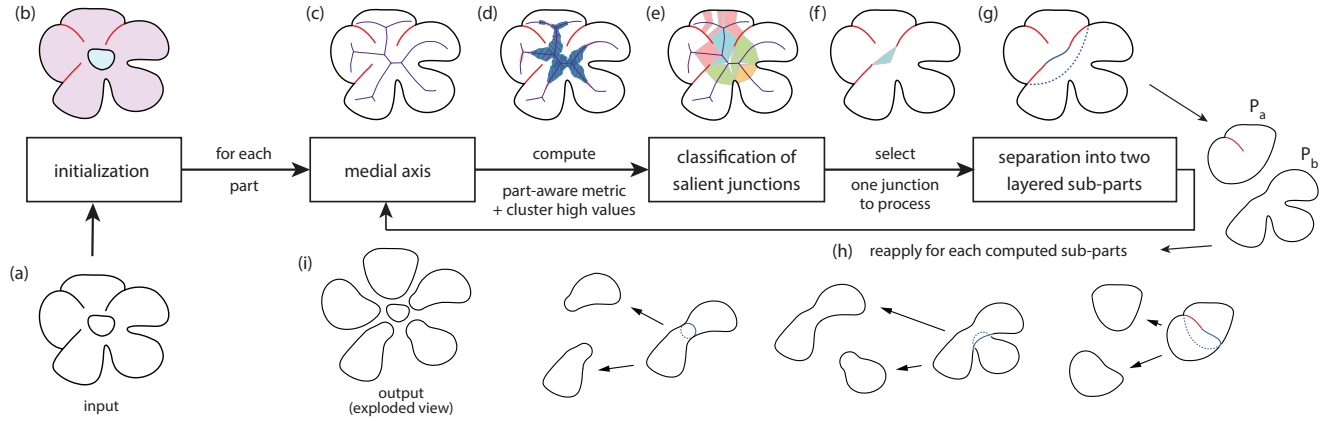 (b)
(c)
(d)
(e)
(f)
(g)
P_a
P_b
initialization
for each
part
medial axis
compute
part-aware metric
+ cluster high values
classification of
salient junctions
select
one junction
to process
separation into two
layered sub-parts
(h) reapply for each computed sub-parts
(a)
input
(i)
output
(exploded view)